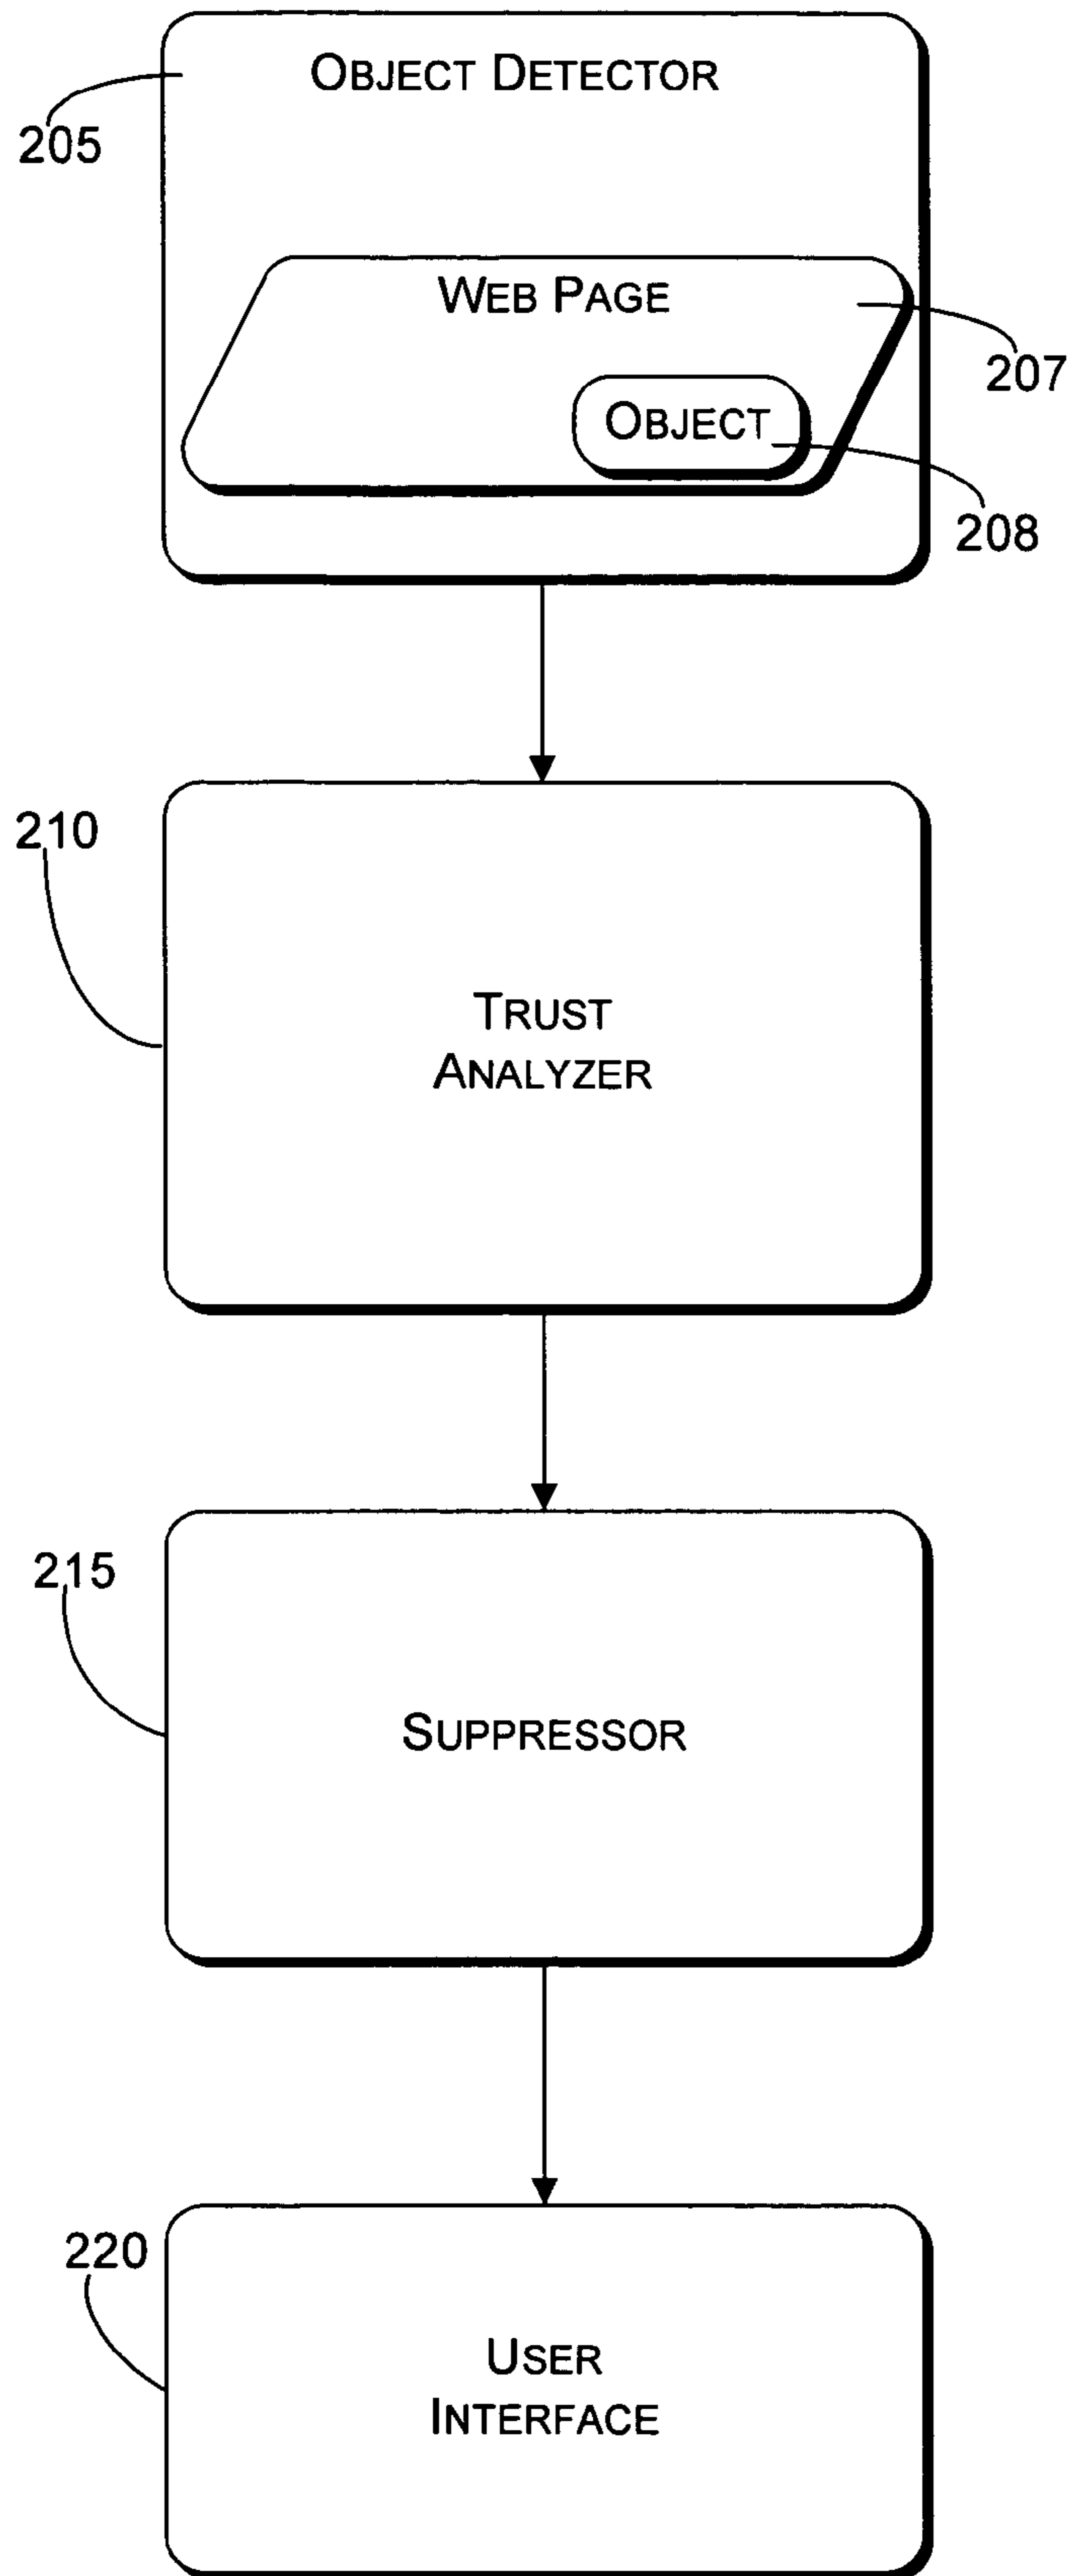 OBJECT DETECTOR
205
WEB PAGE
207
OBJECT
208
210
TRUST
ANALYZER
215
SUPPRESSOR
220
USER
INTERFACE